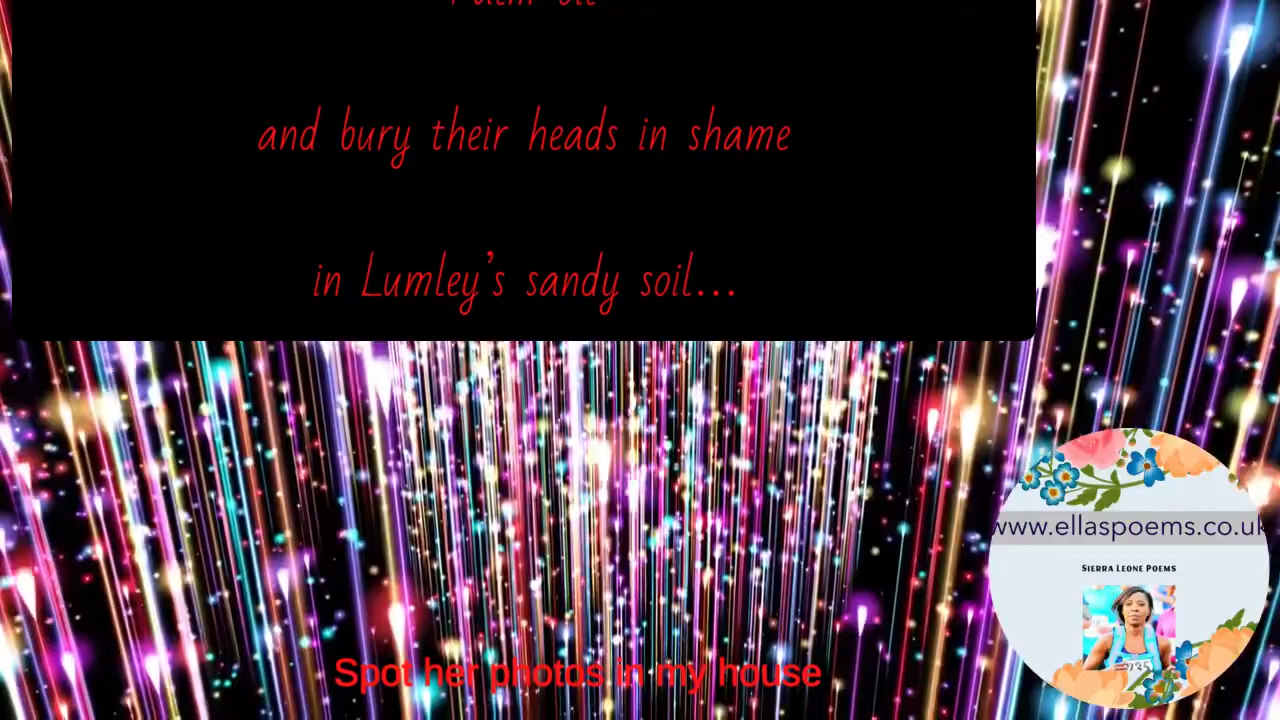 and bury their heads in shame
in Lumley’s sandy soil...
www.ellaspoems.co.uk
SIERRA LEONE POEMS
Spot her photos in my house